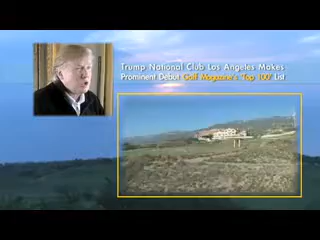 Trump National Club Los Angeles Makes
Prominent Debut Golf Magazine's 'Top 100' List